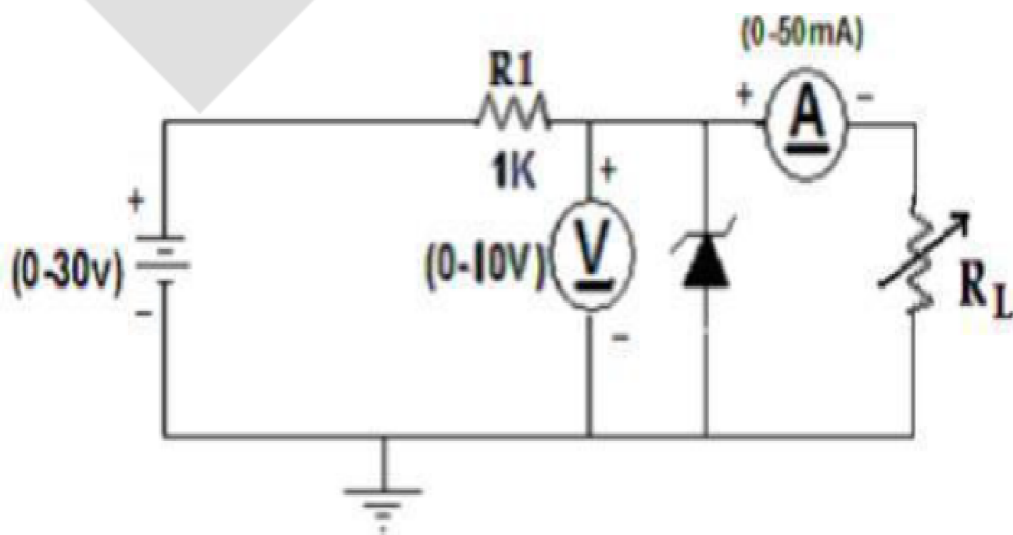 (0-50mA)
R1
+ A -
1K
+
+
(0-30v)
(0-10V)
V
R L
-
-